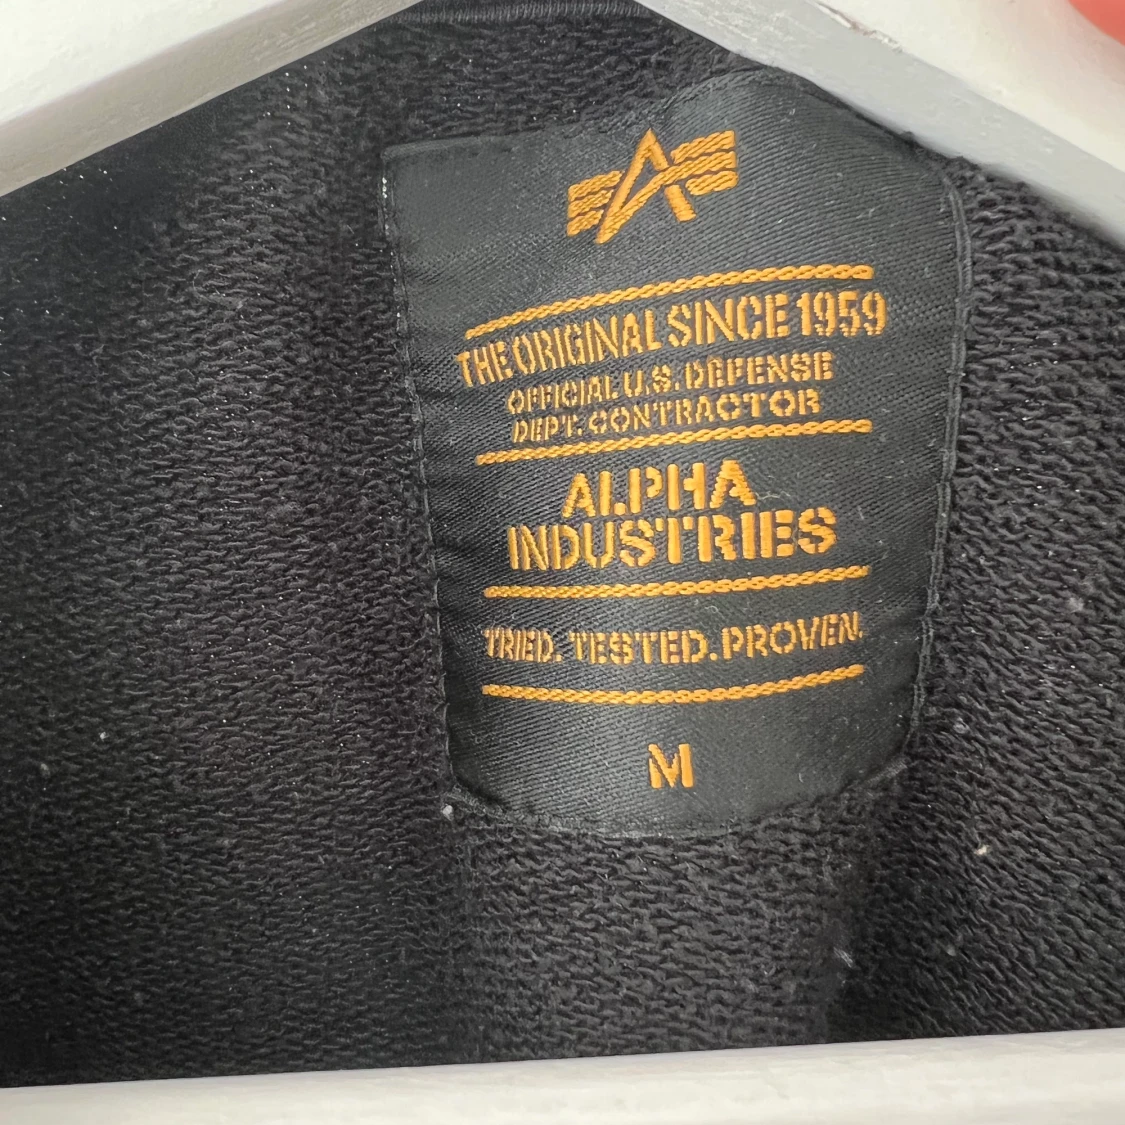 THE ORIGINAL SINCE 1959
OFFICIAL U.S. DEFENSE
DEPT. CONTRACTOR
ALPHA
INDUSTRIES
TRIED. TESTED. PROVEN.
M